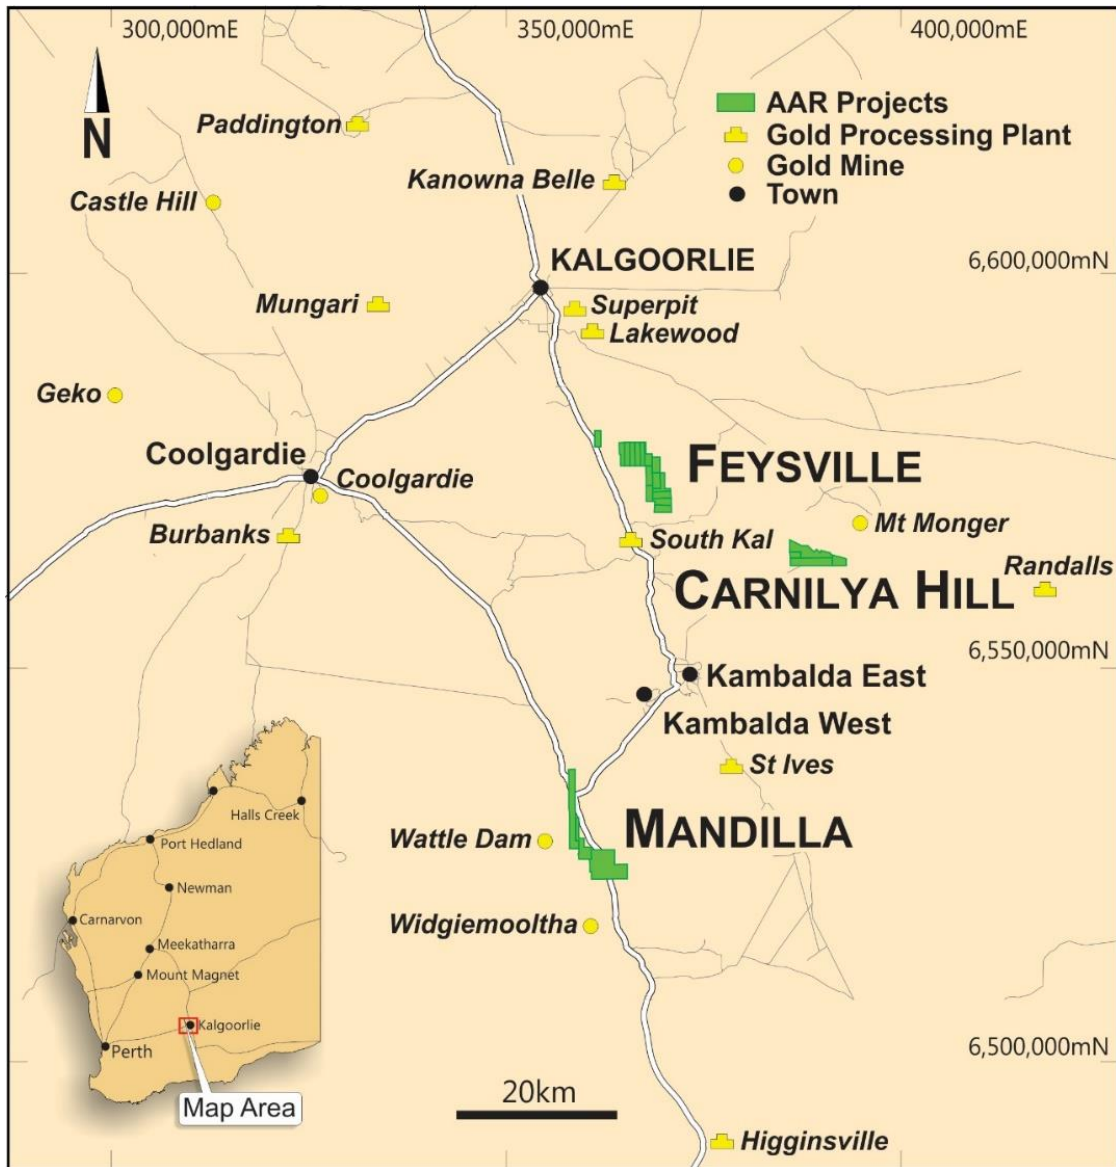 300,000mE
350,000mE
400,000mE
N
AAR Projects
Gold Processing Plant
Gold Mine
Town
Paddington
Kanowna Belle
Castle Hill
KALGOORLIE
6,600,000mN
Mungari
Superpit
Lakewood
Geko
Coolgardie
Coolgardie
FEYSVILLE
Burbanks
South Kal
Mt Monger
Randalls
CARNILYA HILL
6,550,000mN
Kambalda East
Kambalda West
St Ives
Wattle Dam
MANDILLA
Widgiemooltha
Halls Creek
Port Hedland
Newman
Carnarvon
Meekatharra
Mount Magnet
Kalgoorlie
Perth
Map Area
6,500,000mN
20km
Higginsville